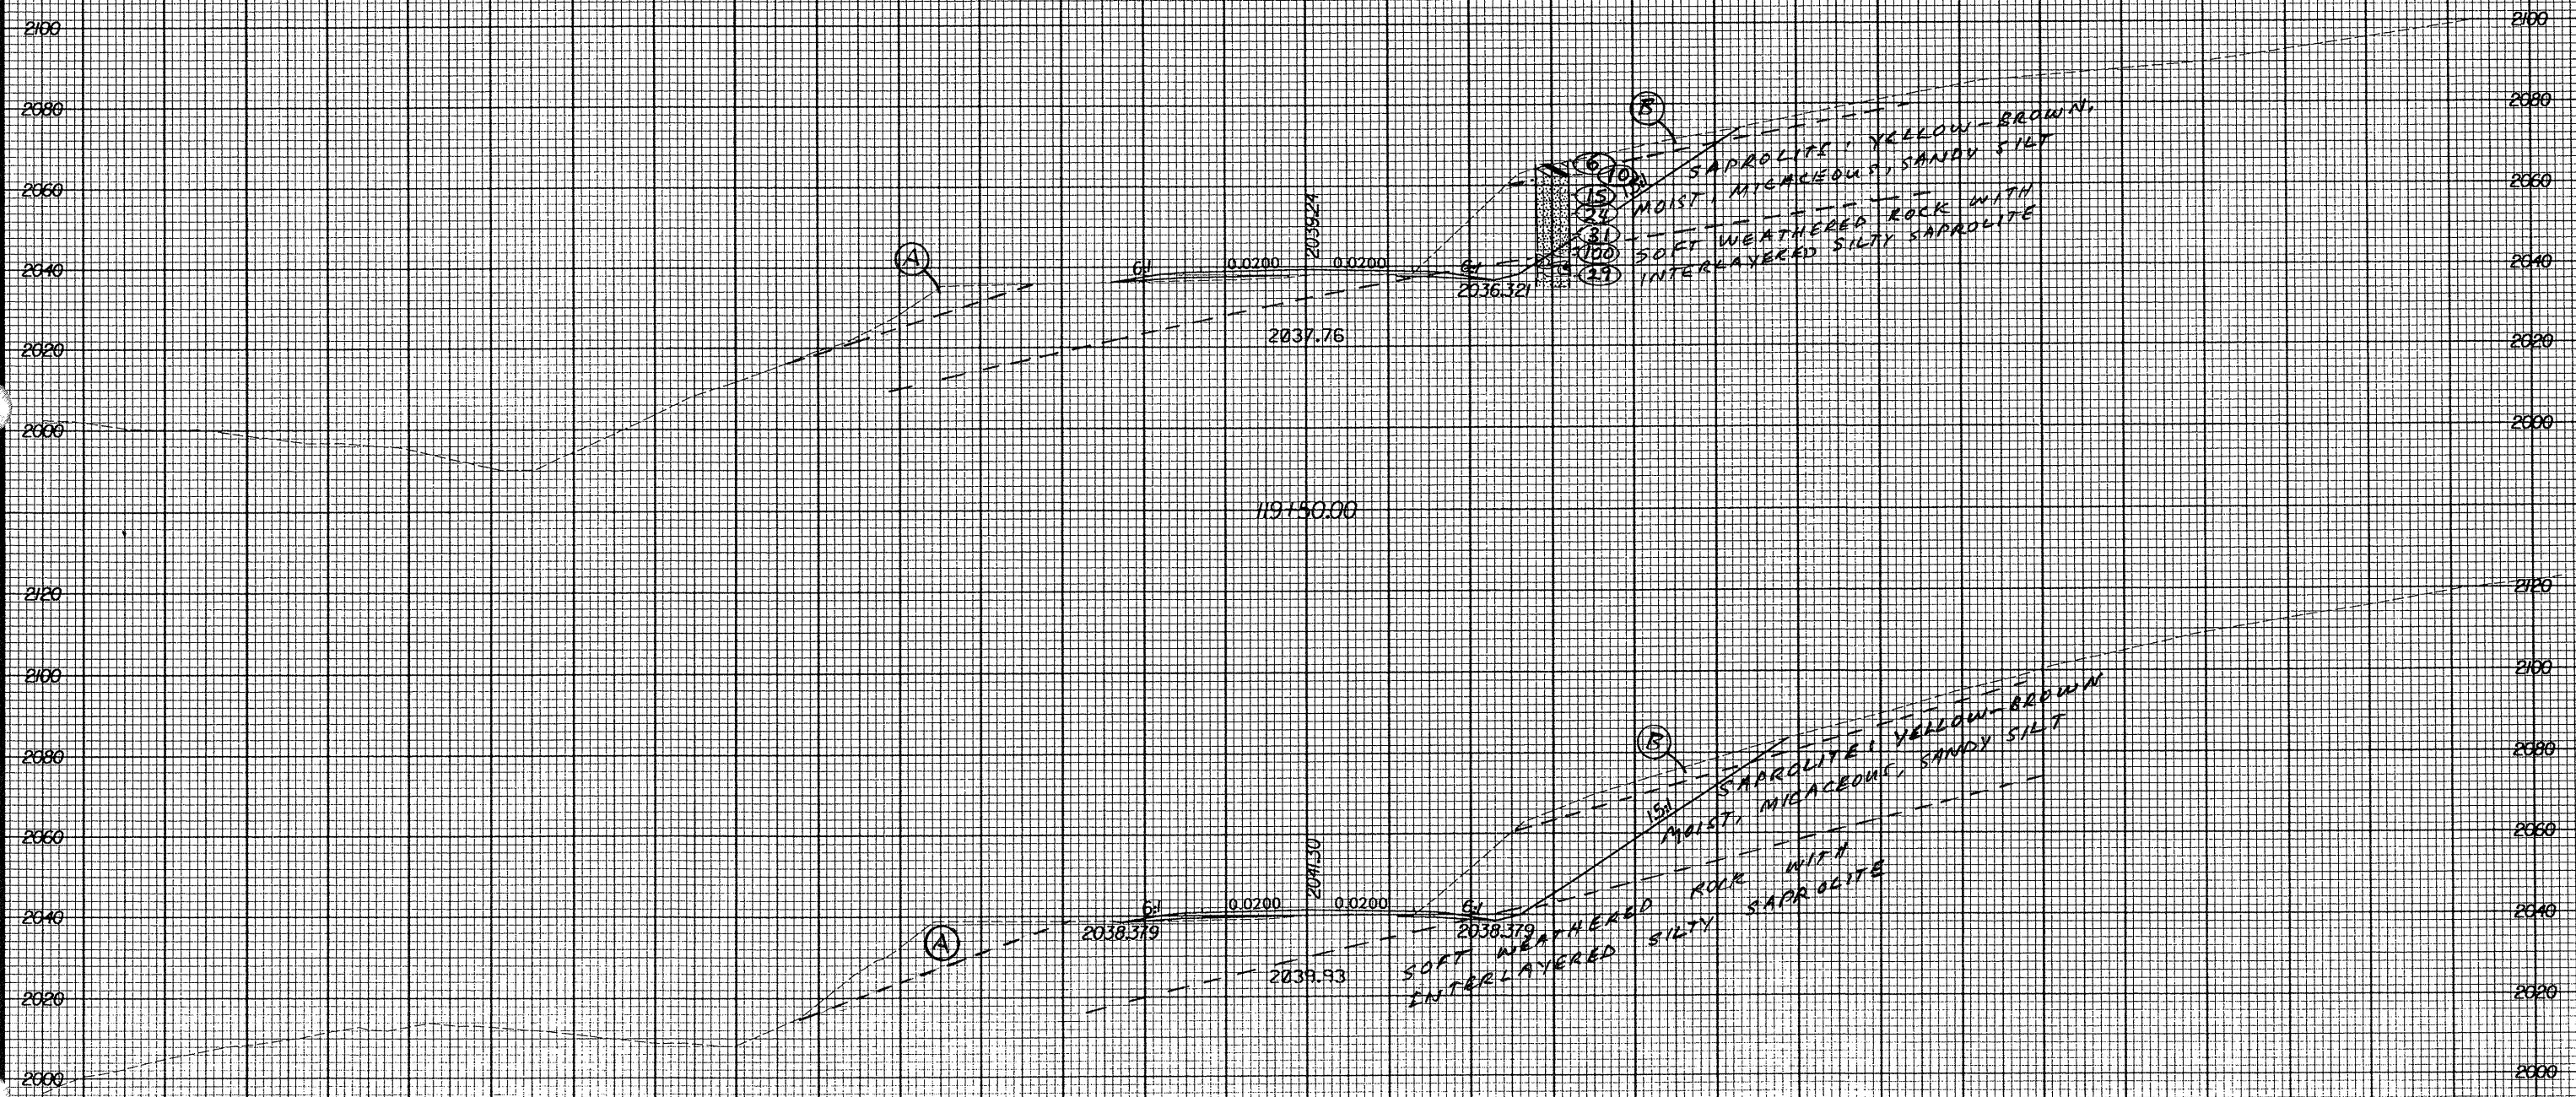 2100 2100
2080 2080
B
SAPROLITE, YELLOW-BROWN,
MOIST, MICACEOUS, SANDY SILT
6
10
1.5:1
15
24
31
100
29
SOFT WEATHERED ROCK WITH
INTERLAYERED SILTY SAPROLITE
2060 2060
2039.24
A
2040 2040
6:1 0.0200 0.0200 6:1
2036.321
2037.76
2020 2020
2000 2000
119+50.00
2120 2120
2100 2100
B
SAPROLITE, YELLOW-BROWN
MOIST, MICACEOUS, SANDY SILT
2080 2080
1.5:1
2060 2060
2041.30
SOFT WEATHERED ROCK WITH
INTERLAYERED SILTY SAPROLITE
2040 2040
6:1 0.0200 0.0200 6:1
A
2038.379 2038.379
2039.93
2020 2020
2000 2000